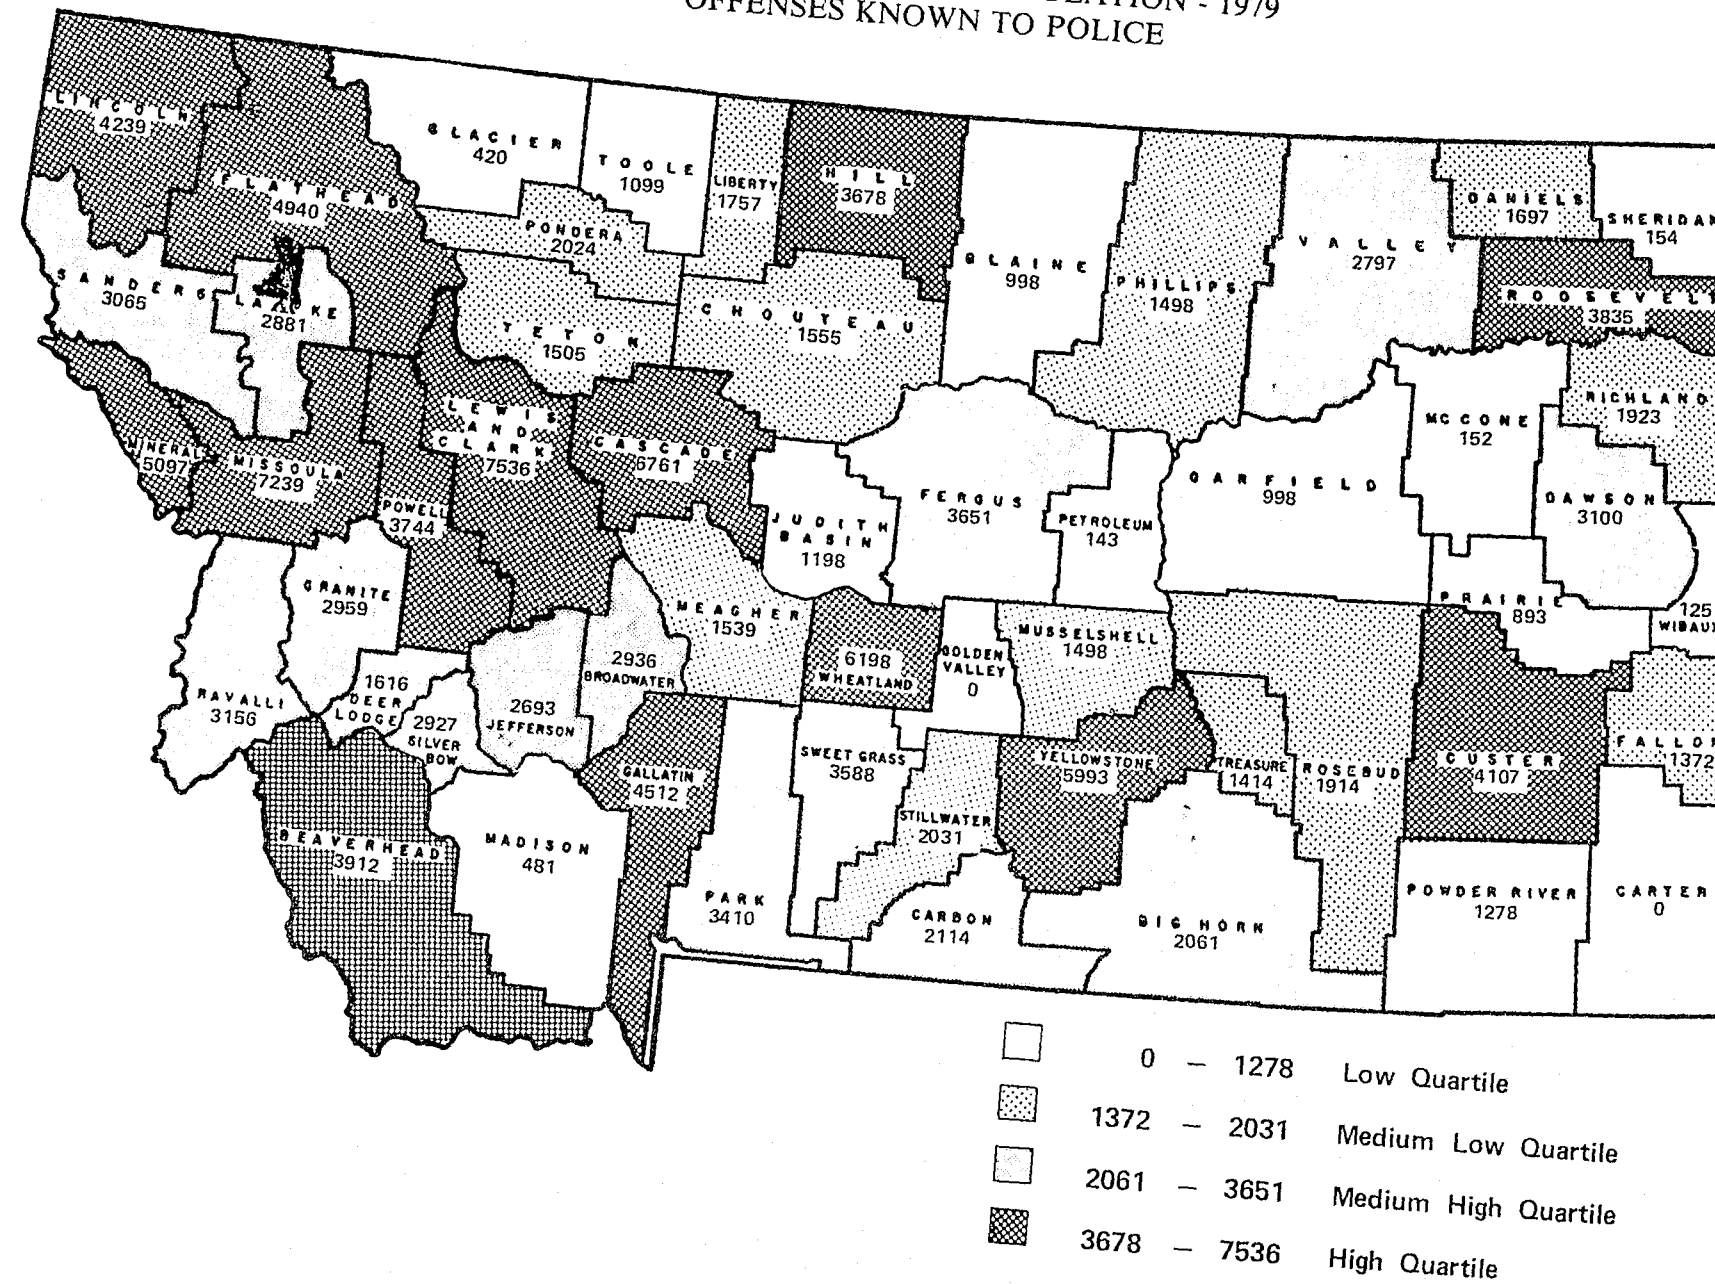 - 1979
OFFENSES KNOWN TO POLICE
LINCOLN
4239
FLATHEAD
4940
GLACIER
420
TOOLE
1099
LIBERTY
1757
HILL
3678
BLAINE
998
PHILLIPS
1498
VALLEY
2797
DANIELS
1697
SHERIDAN
154
ROOSEVELT
3835
SANDERS
3065
LAKE
2881
PONDERA
2024
TETON
1505
CHOUTEAU
1555
MINERAL
5097
MISSOULA
7239
POWELL
3744
LEWIS
AND
CLARK
7536
CASCADE
6761
JUDITH
BASIN
1198
FERGUS
3651
PETROLEUM
143
GARFIELD
998
MCCONE
152
RICHLAND
1923
DAWSON
3100
PRAIRIE
893
125
WIBAUX
GRANITE
2959
RAVALLI
3156
1616
DEER
LODGE
2927
SILVER
BOW
2693
JEFFERSON
2936
BROADWATER
MEAGHER
1539
6198
WHEATLAND
GOLDEN
VALLEY
0
MUSSELSHELL
1498
BEAVERHEAD
3912
MADISON
481
GALLATIN
4512
PARK
3410
SWEET GRASS
3588
STILLWATER
2031
CARBON
2114
YELLOWSTONE
5993
TREASURE
1414
ROSEBUD
1914
BIG HORN
2061
CUSTER
4107
FALLON
1372
POWDER RIVER
1278
CARTER
0
0 — 1278 Low Quartile
1372 — 2031 Medium Low Quartile
2061 — 3651 Medium High Quartile
3678 — 7536 High Quartile